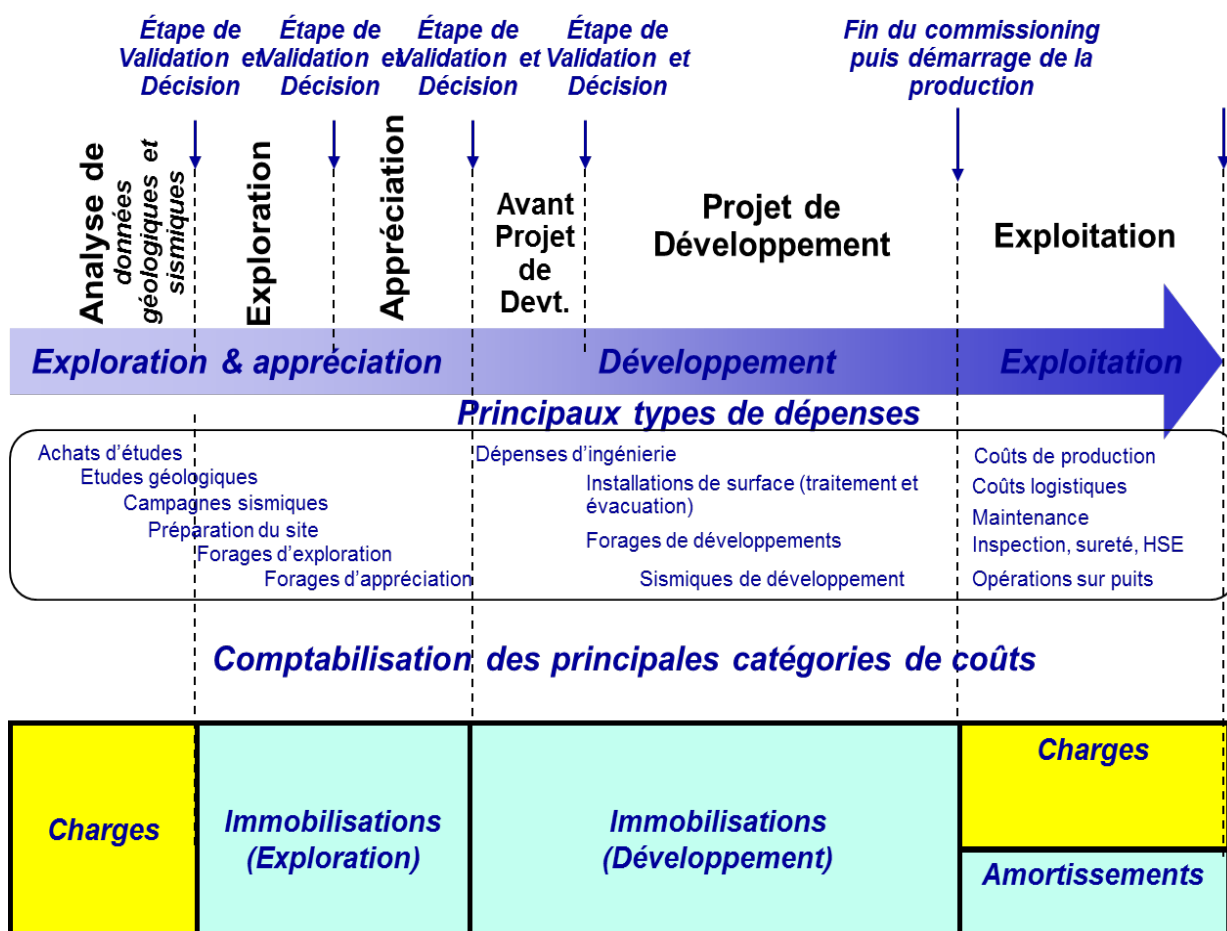 Étape de
Validation et
Décision
Étape de
Validation et
Décision
Étape de
Validation et
Décision
Étape de
Validation et
Décision
Fin du commissioning
puis démarrage de la
production
Analyse de
données
géologiques et
sismiques
Exploration
Appréciation
Avant
Projet
de
Devt.
Projet de
Développement
Exploitation
Exploration & appréciation
Développement
Exploitation
Principaux types de dépenses
Achats d'études
Etudes géologiques
Campagnes sismiques
Préparation du site
Forages d'exploration
Forages d'appréciation
Dépenses d'ingénierie
Installations de surface (traitement et
évacuation)
Forages de développements
Sismiques de développement
Coûts de production
Coûts logistiques
Maintenance
Inspection, sureté, HSE
Opérations sur puits
Comptabilisation des principales catégories de coûts
Charges
Immobilisations
(Exploration)
Immobilisations
(Développement)
Charges
Amortissements